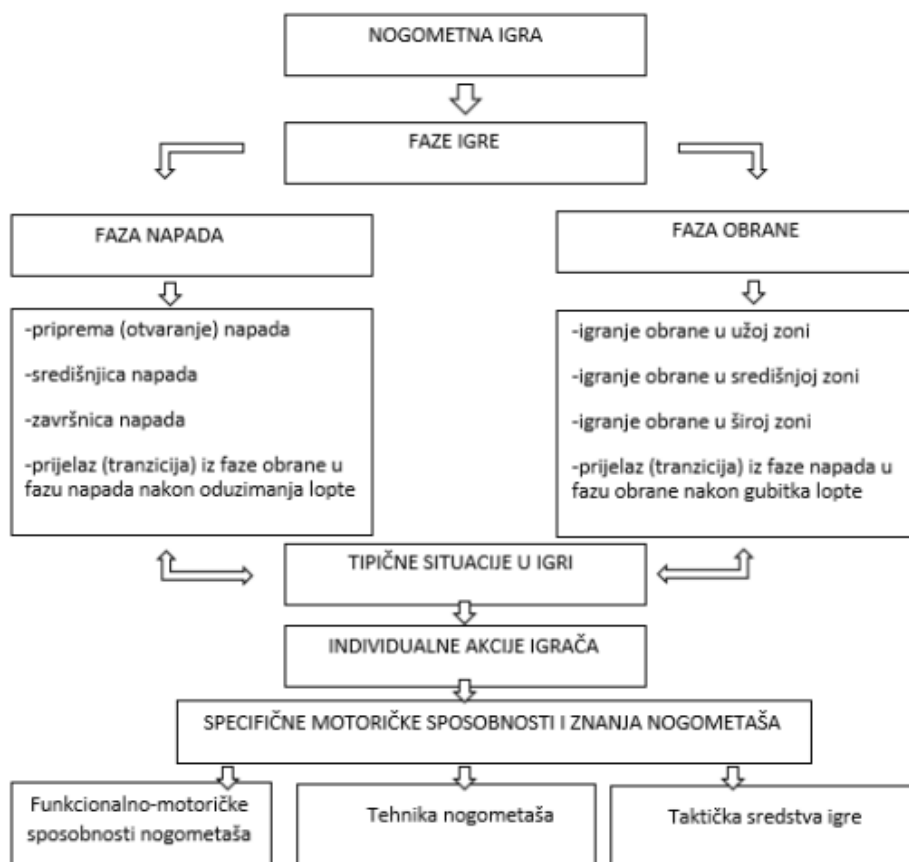 NOGOMETNA IGRA
FAZE IGRE
FAZA NAPADA
FAZA OBRANE
-priprema (otvaranje) napada
-središnjica napada
-završnica napada
-prijelaz (tranzicija) iz faze obrane u
fazu napada nakon oduzimanja lopte
-igranje obrane u užoj zoni
-igranje obrane u središnjoj zoni
-igranje obrane u široj zoni
-prijelaz (tranzicija) iz faze napada u
fazu obrane nakon gubitka lopte
TIPIČNE SITUACIJE U IGRI
INDIVIDUALNE AKCIJE IGRAČA
SPECIFIČNE MOTORIČKE SPOSOBNOSTI I ZNANJA NOGOMETAŠA
Funkcionalno-motoričke
sposobnosti nogometaša
Tehnika nogometaša
Taktička sredstva igre